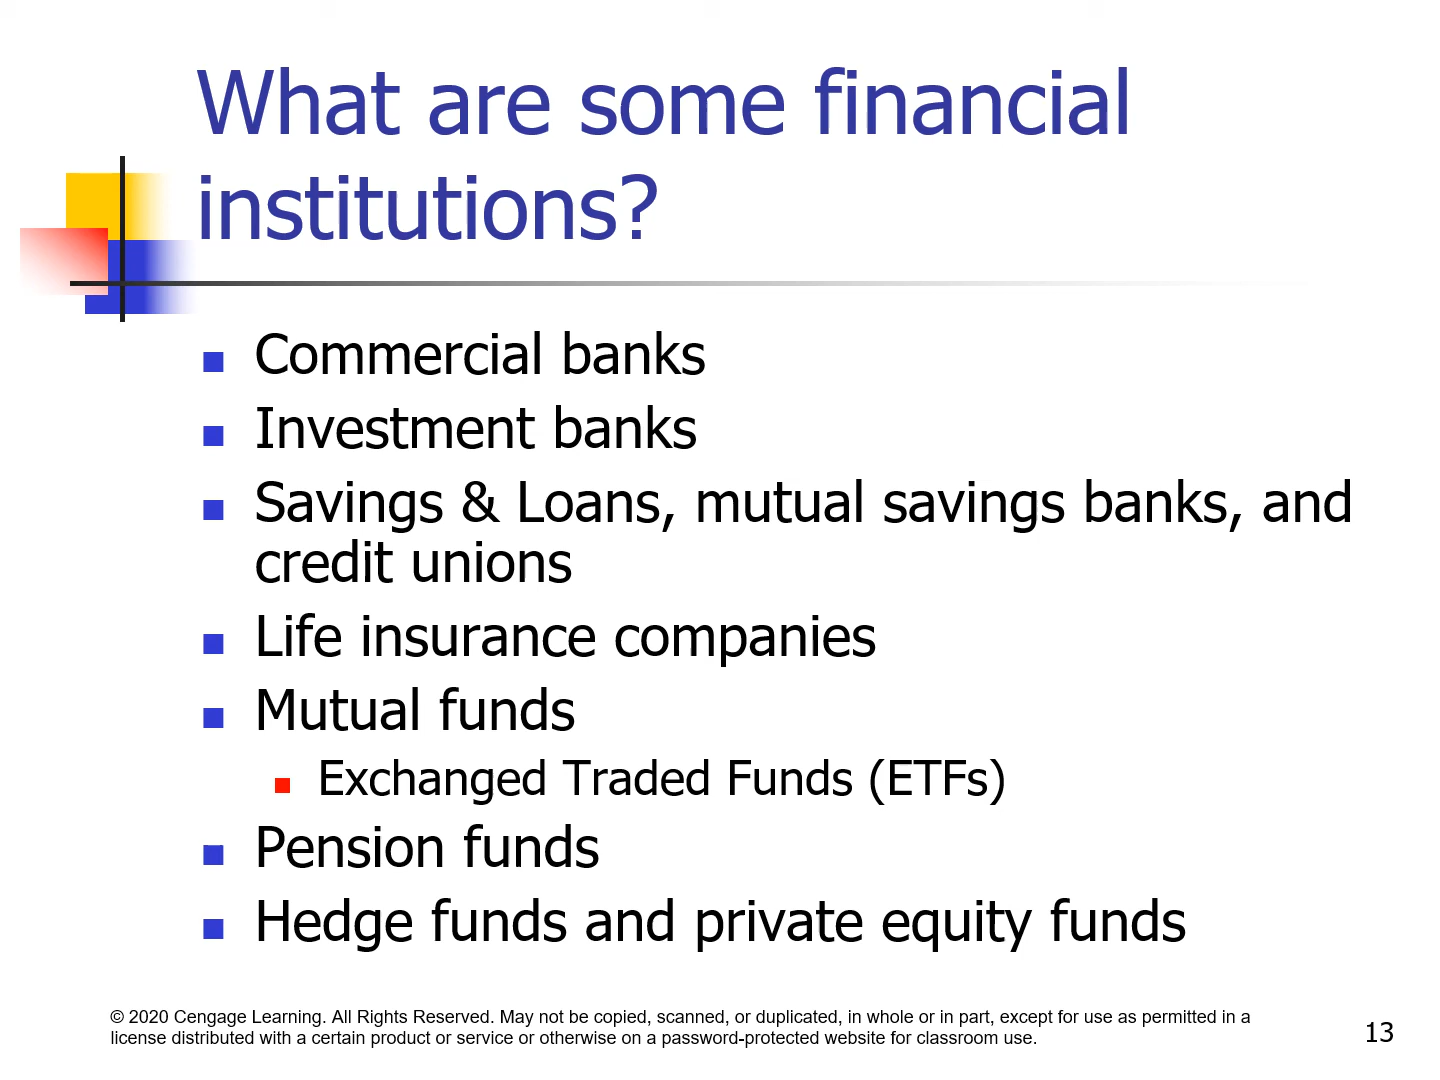 What are some financial
institutions?
Commercial banks
Investment banks
Savings & Loans, mutual savings banks, and
credit unions
Life insurance companies
Mutual funds
Exchanged Traded Funds (ETFs)
Pension funds
Hedge funds and private equity funds
© 2020 Cengage Learning. All Rights Reserved. May not be copied, scanned, or duplicated, in whole or in part, except for use as permitted in a
license distributed with a certain product or service or otherwise on a password-protected website for classroom use.
13